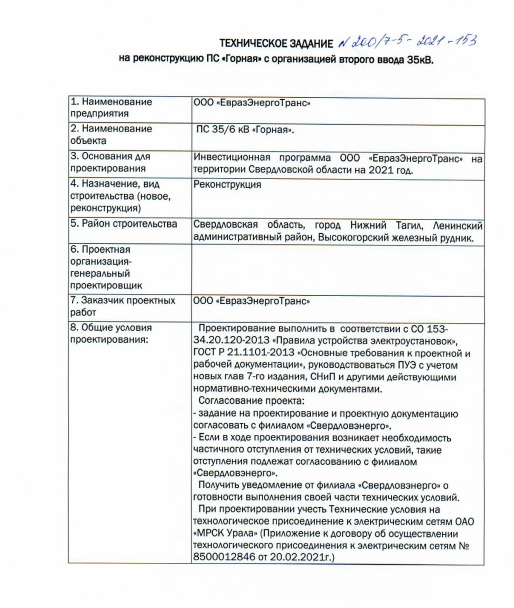 ТЕХНИЧЕСКОЕ ЗАДАНИЕ N 200/7-5-2021-153
на реконструкцию ПС «Горная» с организацией второго ввода 35кВ.
1. Наименование предприятия
ООО «ЕвразЭнергоТранс»
2. Наименование объекта
ПС 35/6 кВ «Горная».
3. Основания для проектирования
Инвестиционная программа ООО «ЕвразЭнергоТранс» на
территории Свердловской области на 2021 год.
4. Назначение, вид строительства (новое, реконструкция)
Реконструкция
5. Район строительства
Свердловская область, город Нижний Тагил, Ленинский
административный район, Высокогорский железный рудник.
6. Проектная организация-генеральный проектировщик
7. Заказчик проектных работ
ООО «ЕвразЭнергоТранс»
8. Общие условия проектирования:
Проектирование выполнить в соответствии с СО 153-
34.20.120-2013 «Правила устройства электроустановок»,
ГОСТ Р 21.1101-2013 «Основные требования к проектной и
рабочей документации», руководствоваться ПУЭ с учетом
новых глав 7-го издания, СНиП и другими действующими
нормативно-техническими документами.
Согласование проекта:
- задание на проектирование и проектную документацию
согласовать с филиалом «Свердловэнерго».
- Если в ходе проектирования возникает необходимость
частичного отступления от технических условий, такие
отступления подлежат согласованию с филиалом
«Свердловэнерго».
Получить уведомление от филиала «Свердловэнерго» о
готовности выполнения своей части технических условий.
При проектировании учесть Технические условия на
технологическое присоединение к электрическим сетям ОАО
«МРСК Урала» (Приложение к договору об осуществлении
технологического присоединения к электрическим сетям №
8500012846 от 20.02.2021г.)